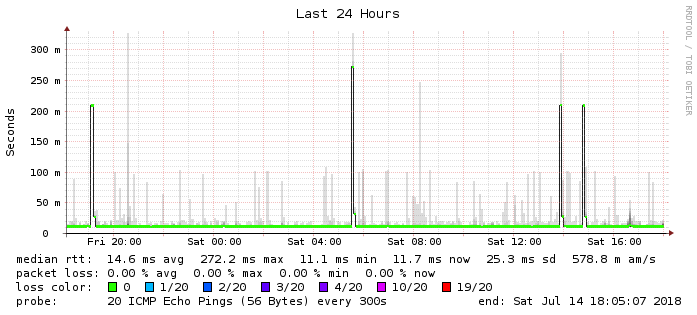 Last 24 Hours
RRDTOOL / TOBI OETIKER
Seconds
300 m
250 m
200 m
150 m
100 m
50 m
0
Fri 20:00 Sat 00:00 Sat 04:00 Sat 08:00 Sat 12:00 Sat 16:00
median rtt: 14.6 ms avg 272.2 ms max 11.1 ms min 11.7 ms now 25.3 ms sd 578.8 m am/s
packet loss: 0.00 % avg 0.00 % max 0.00 % min 0.00 % now
loss color: 0 1/20 2/20 3/20 4/20 10/20 19/20
probe: 20 ICMP Echo Pings (56 Bytes) every 300s end: Sat Jul 14 18:05:07 2018